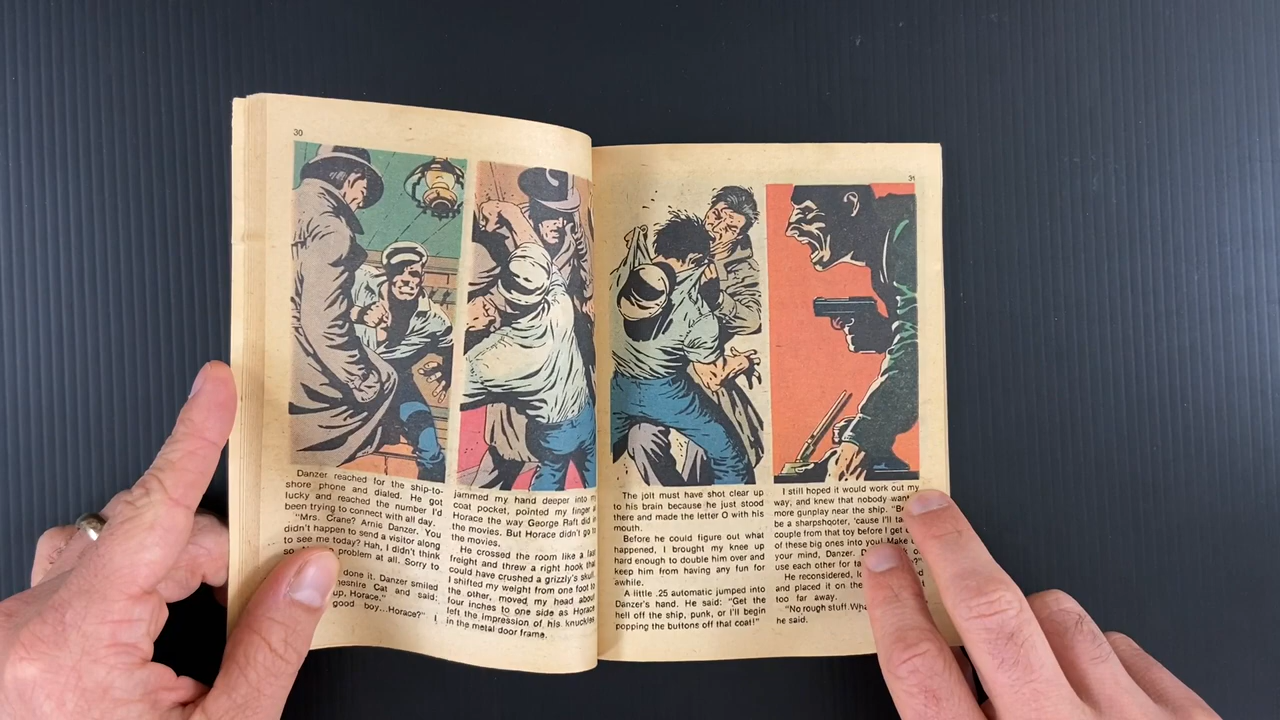 30
Danzer reached for the ship-to-
shore phone and dialed. He got
lucky and reached the number I'd
been trying to connect with all day.
"Mrs. Crane? Arnie Danzer. You
didn't happen to send a visitor along
to see me today? Hah, I didn't think
so. problem at all. Sorry to
done it. Danzer smiled
Cat and said:
up, Horace."
good boy...Horace?" I
jammed my hand deeper into my
coat pocket, pointed my finger at
Horace the way George Raft did in
the movies. But Horace didn't go to
the movies.
He crossed the room like a fast
freight and threw a right hook that
could have crushed a grizzly's skull.
I shifted my weight from one foot to
the other, moved my head about
four inches to one side as Horace
left the impression of his knuckles
in the metal door frame.
31
The jolt must have shot clear up
to his brain because he just stood
there and made the letter O with his
mouth.
Before he could figure out what
happened, I brought my knee up
hard enough to double him over and
keep him from having any fun for
awhile.
A little .25 automatic jumped into
Danzer's hand. He said: "Get the
hell off the ship, punk, or I'll begin
popping the buttons off that coat!"
I still hoped it would work out my
way, and knew that nobody wanted
more gunplay near the ship.
be a sharpshooter, 'cause I'll
couple from that toy before I get
of these big ones into you! Make
your mind, Danzer.
use each other for
He reconsidered,
and placed it on the
too far away.
"No rough stuff
he said.